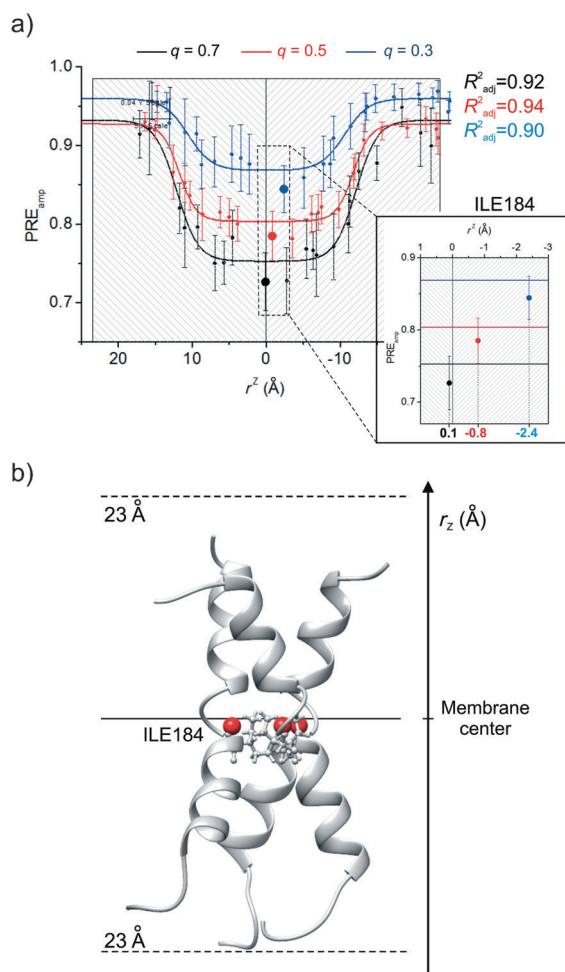 a)
q = 0.7 q = 0.5 q = 0.3
R²adj=0.92
R²adj=0.94
R²adj=0.90
1.0
0.9
0.8
0.7
PREamp
20 10 0 -10
rᶻ (Å)
0.04
ILE184
rᶻ (Å)
1 0 -1 -2 -3
0.9
0.8
0.7
PREamp
0.1 -0.8 -2.4
b)
23 Å
rz (Å)
ILE184
Membrane
center
23 Å